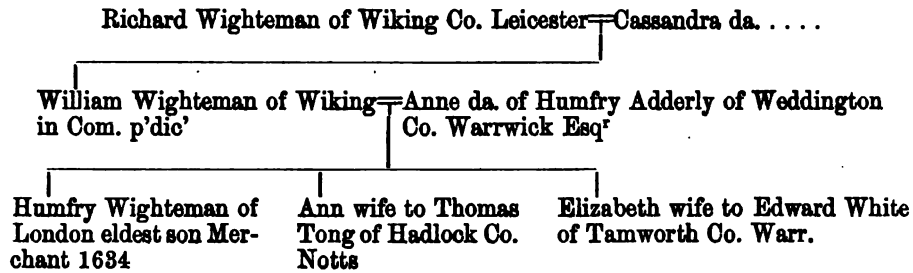 Richard Wighteman of Wiking Co. Leicester=Cassandra da. . . . .
William Wighteman of Wiking=Anne da. of Humfry Adderly of Weddington
in Com. p'dic' Co. Warrwick Esqʳ
Humfry Wighteman of Ann wife to Thomas Elizabeth wife to Edward White
London eldest son Mer- Tong of Hadlook Co. of Tamworth Co. Warr.
chant 1634 Notts